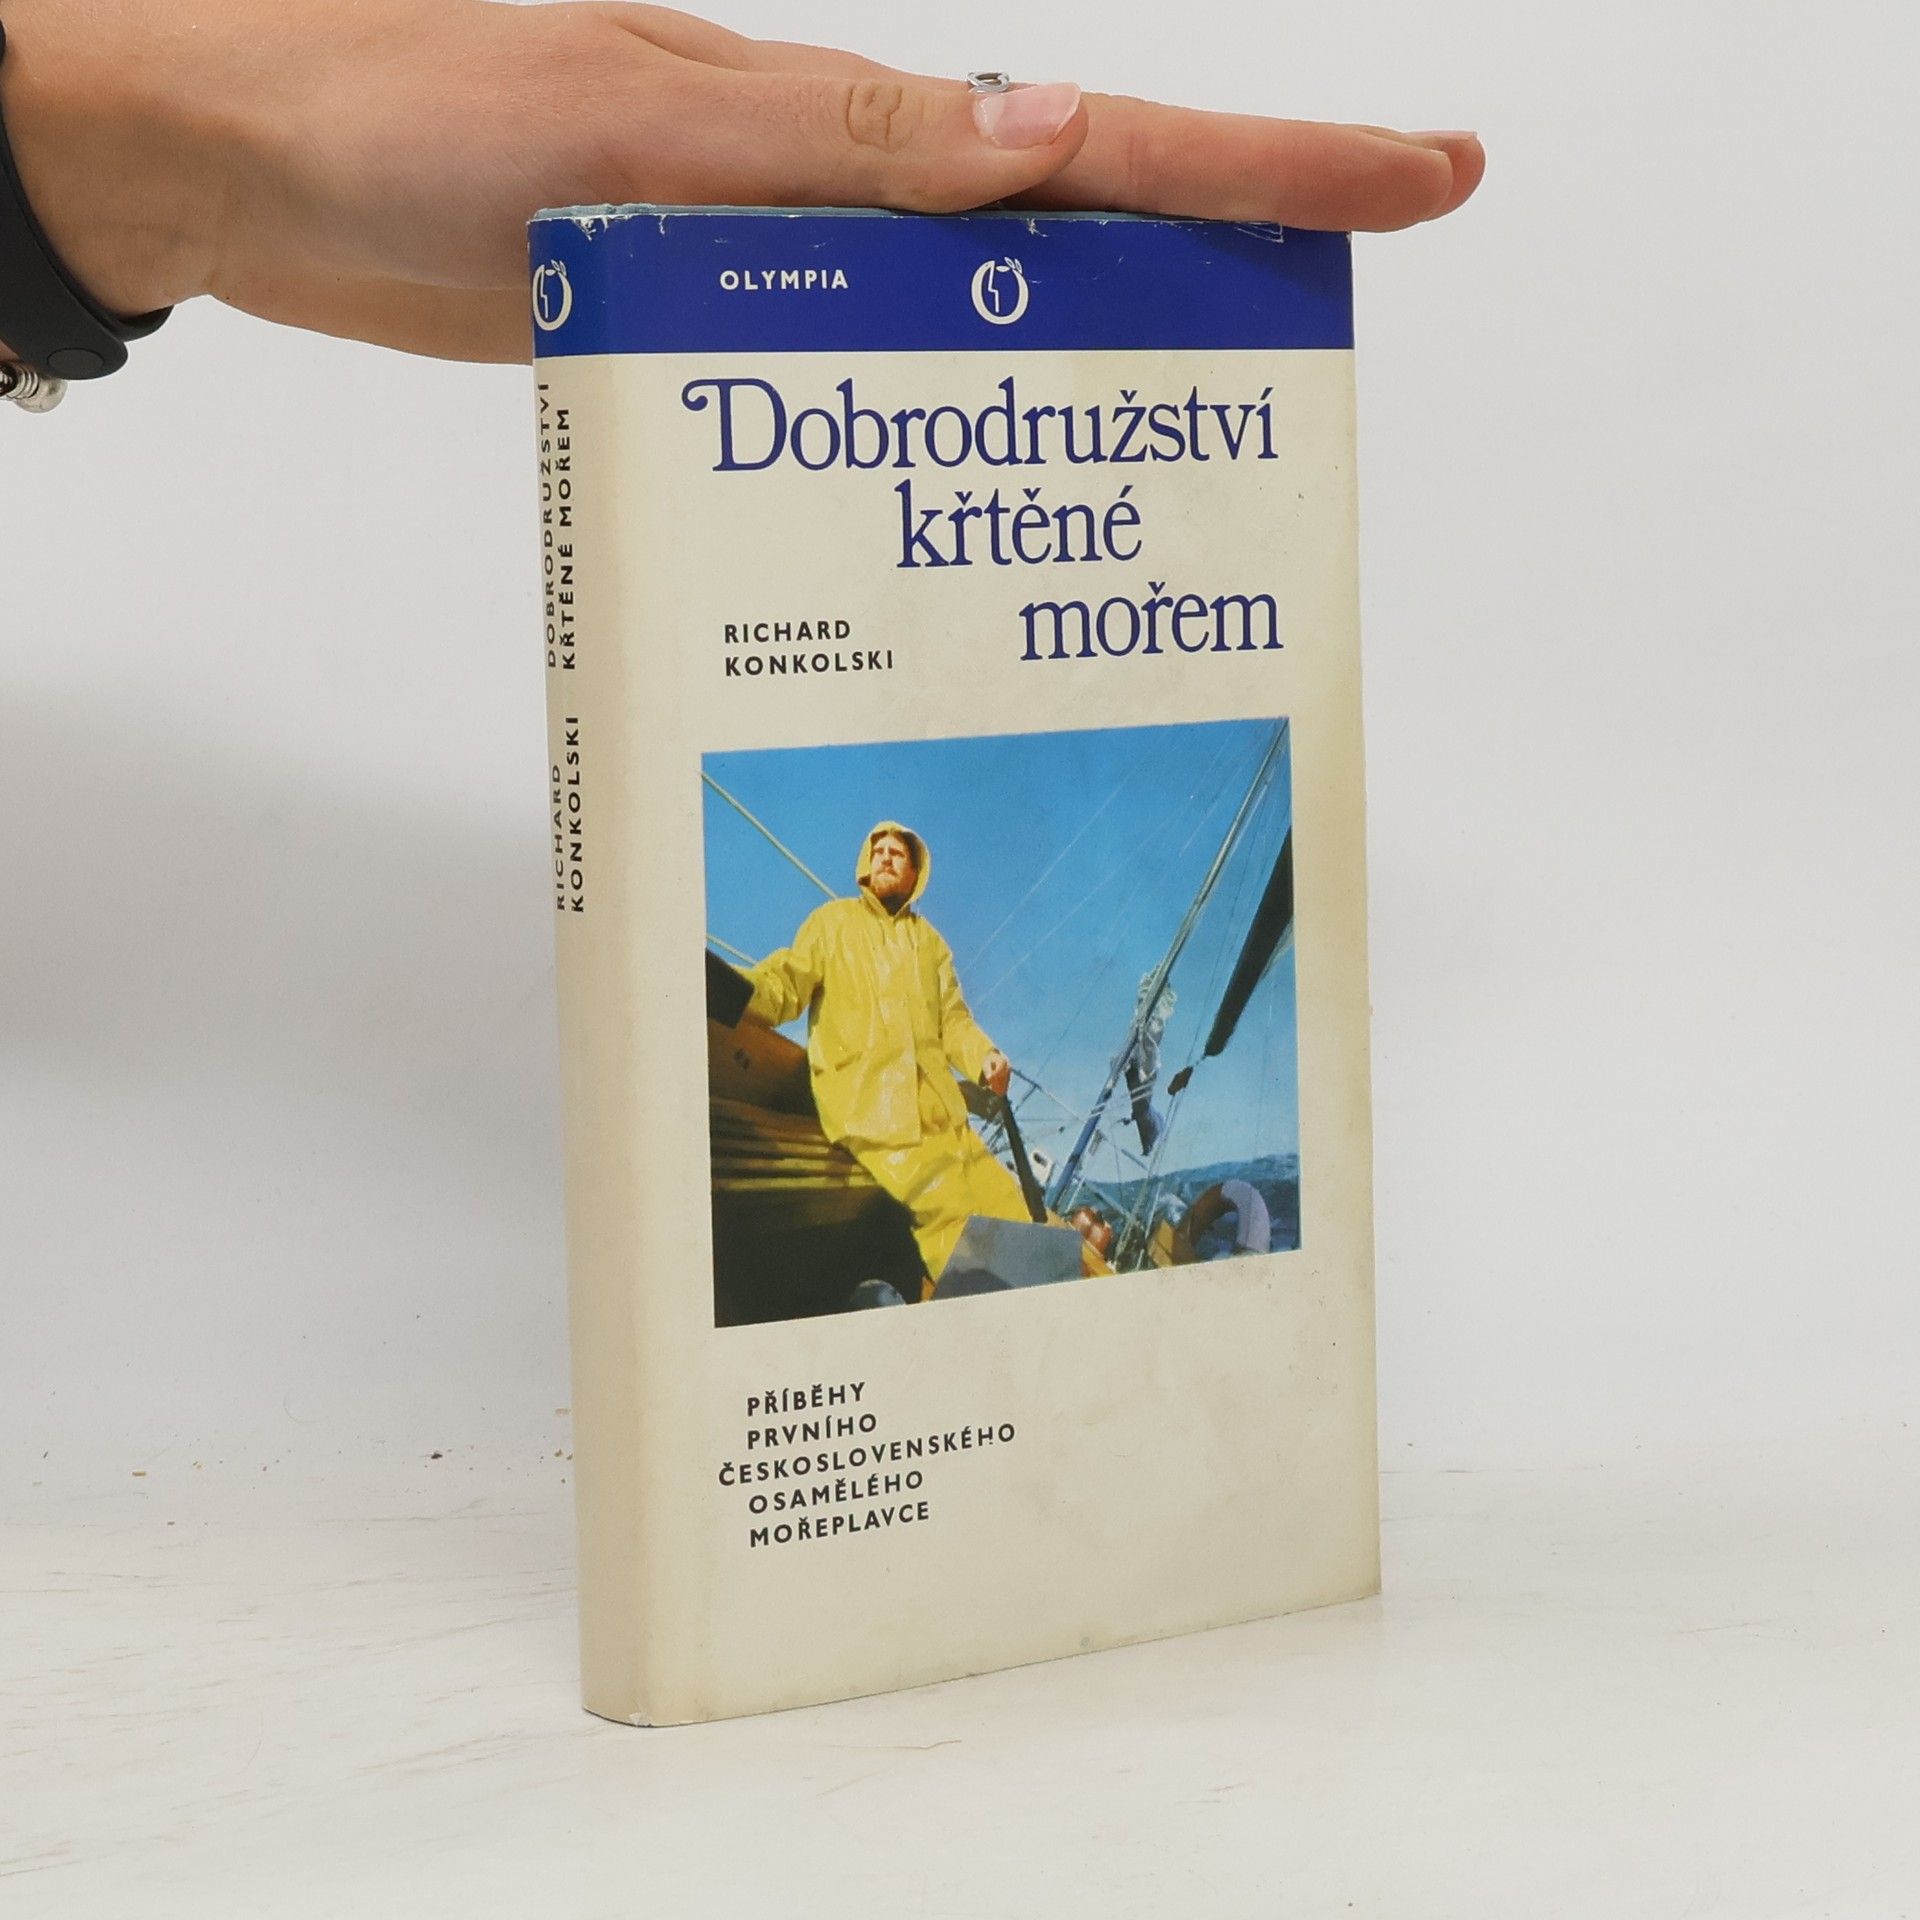 OLYMPIA
Dobrodružství
křtěné
mořem
RICHARD
KONKOLSKI
PŘÍBĚHY
PRVNÍHO
ČESKOSLOVENSKÉHO
OSAMĚLÉHO
MOŘEPLAVCE
RICHARD
KONKOLSKI
DOBRODRUŽSTVÍ
KŘTĚNÉ MOŘEM